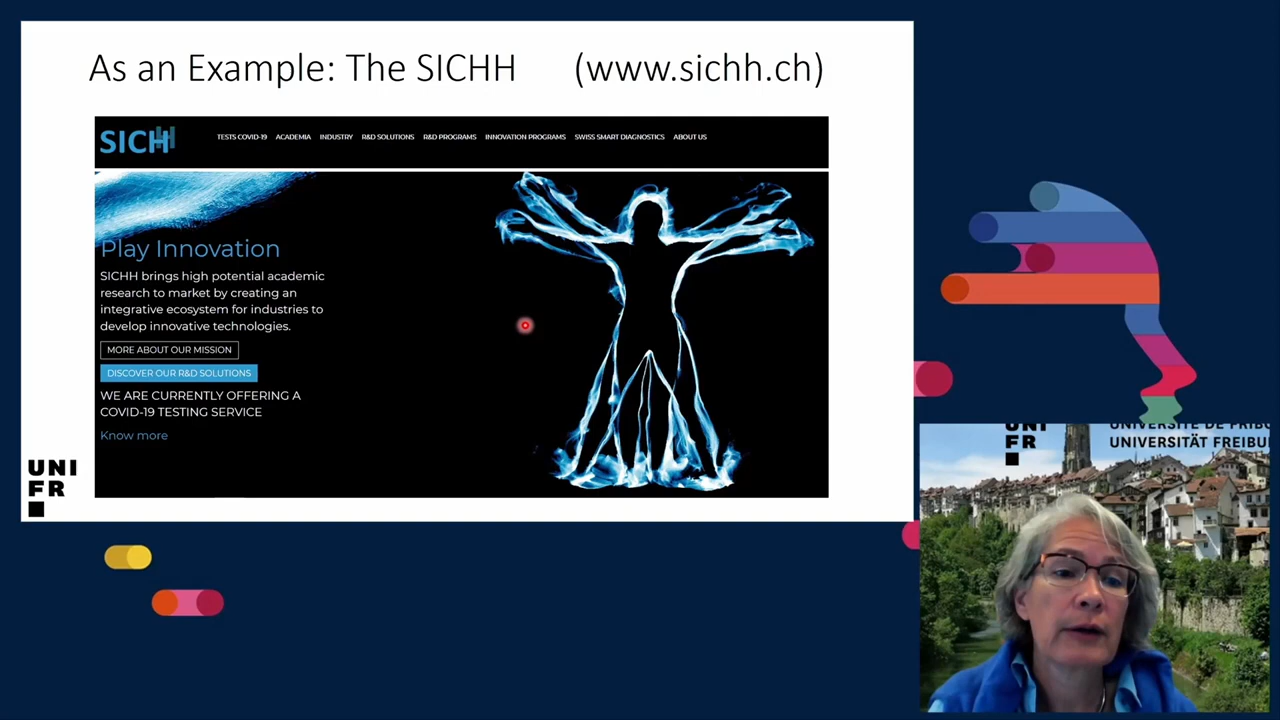 As an Example: The SICHH (www.sichh.ch)
SICHH
TESTS COVID-19 ACADEMIA INDUSTRY R&D SOLUTIONS R&D PROGRAMS INNOVATION PROGRAMS SWISS SMART DIAGNOSTICS ABOUT US
Play Innovation
SICHH brings high potential academic
research to market by creating an
integrative ecosystem for industries to
develop innovative technologies.
MORE ABOUT OUR MISSION
DISCOVER OUR R&D SOLUTIONS
WE ARE CURRENTLY OFFERING A
COVID-19 TESTING SERVICE
Know more
UNI
FR
UNI
FR
UNIVERSITÉ DE FRIBU
UNIVERSITÄT FREIBU